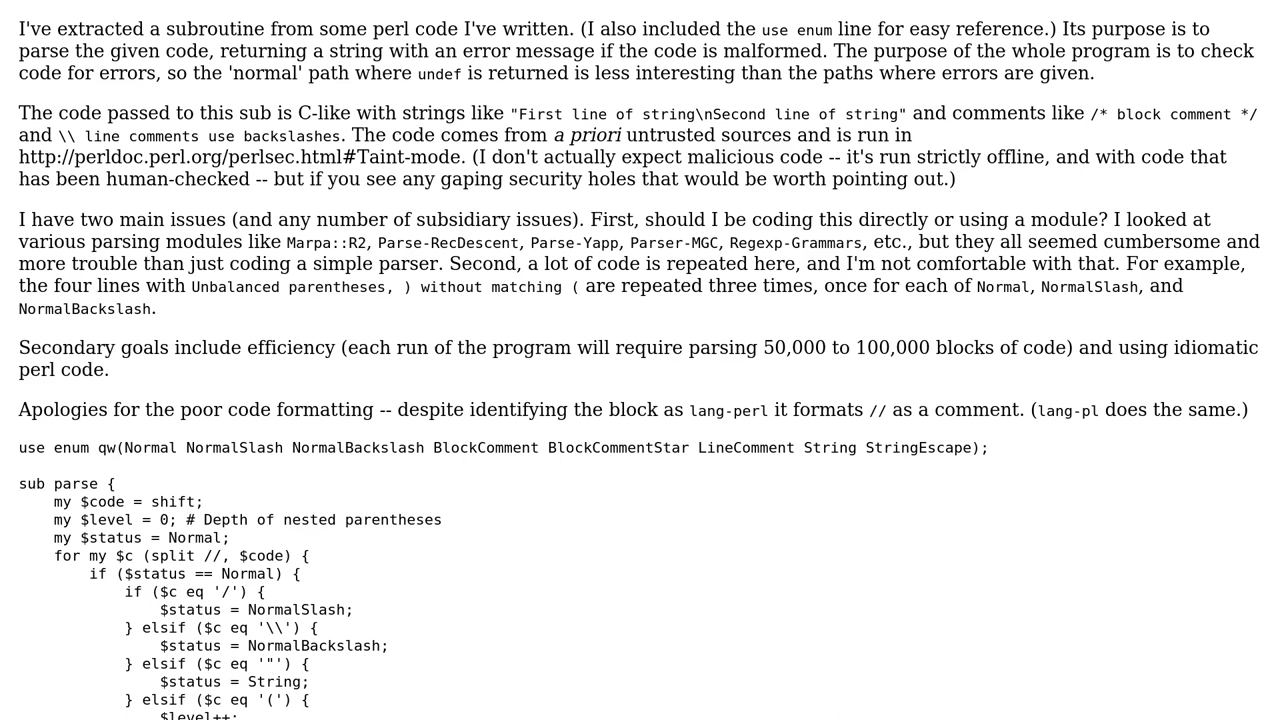 I've extracted a subroutine from some perl code I've written. (I also included the use enum line for easy reference.) Its purpose is to
parse the given code, returning a string with an error message if the code is malformed. The purpose of the whole program is to check
code for errors, so the 'normal' path where undef is returned is less interesting than the paths where errors are given.
The code passed to this sub is C-like with strings like "First line of string\nSecond line of string" and comments like /* block comment */
and \\ line comments use backslashes. The code comes from a priori untrusted sources and is run in
http://perldoc.perl.org/perlsec.html#Taint-mode. (I don't actually expect malicious code -- it's run strictly offline, and with code that
has been human-checked -- but if you see any gaping security holes that would be worth pointing out.)
I have two main issues (and any number of subsidiary issues). First, should I be coding this directly or using a module? I looked at
various parsing modules like Marpa::R2, Parse-RecDescent, Parse-Yapp, Parser-MGC, Regexp-Grammars, etc., but they all seemed cumbersome and
more trouble than just coding a simple parser. Second, a lot of code is repeated here, and I'm not comfortable with that. For example,
the four lines with Unbalanced parentheses, ) without matching ( are repeated three times, once for each of Normal, NormalSlash, and
NormalBackslash.
Secondary goals include efficiency (each run of the program will require parsing 50,000 to 100,000 blocks of code) and using idiomatic
perl code.
Apologies for the poor code formatting -- despite identifying the block as lang-perl it formats // as a comment. (lang-pl does the same.)
use enum qw(Normal NormalSlash NormalBackslash BlockComment BlockCommentStar LineComment String StringEscape);
sub parse {
    my $code = shift;
    my $level = 0; # Depth of nested parentheses
    my $status = Normal;
    for my $c (split //, $code) {
        if ($status == Normal) {
            if ($c eq '/') {
                $status = NormalSlash;
            } elsif ($c eq '\\') {
                $status = NormalBackslash;
            } elsif ($c eq '"') {
                $status = String;
            } elsif ($c eq '(') {
                $level++;